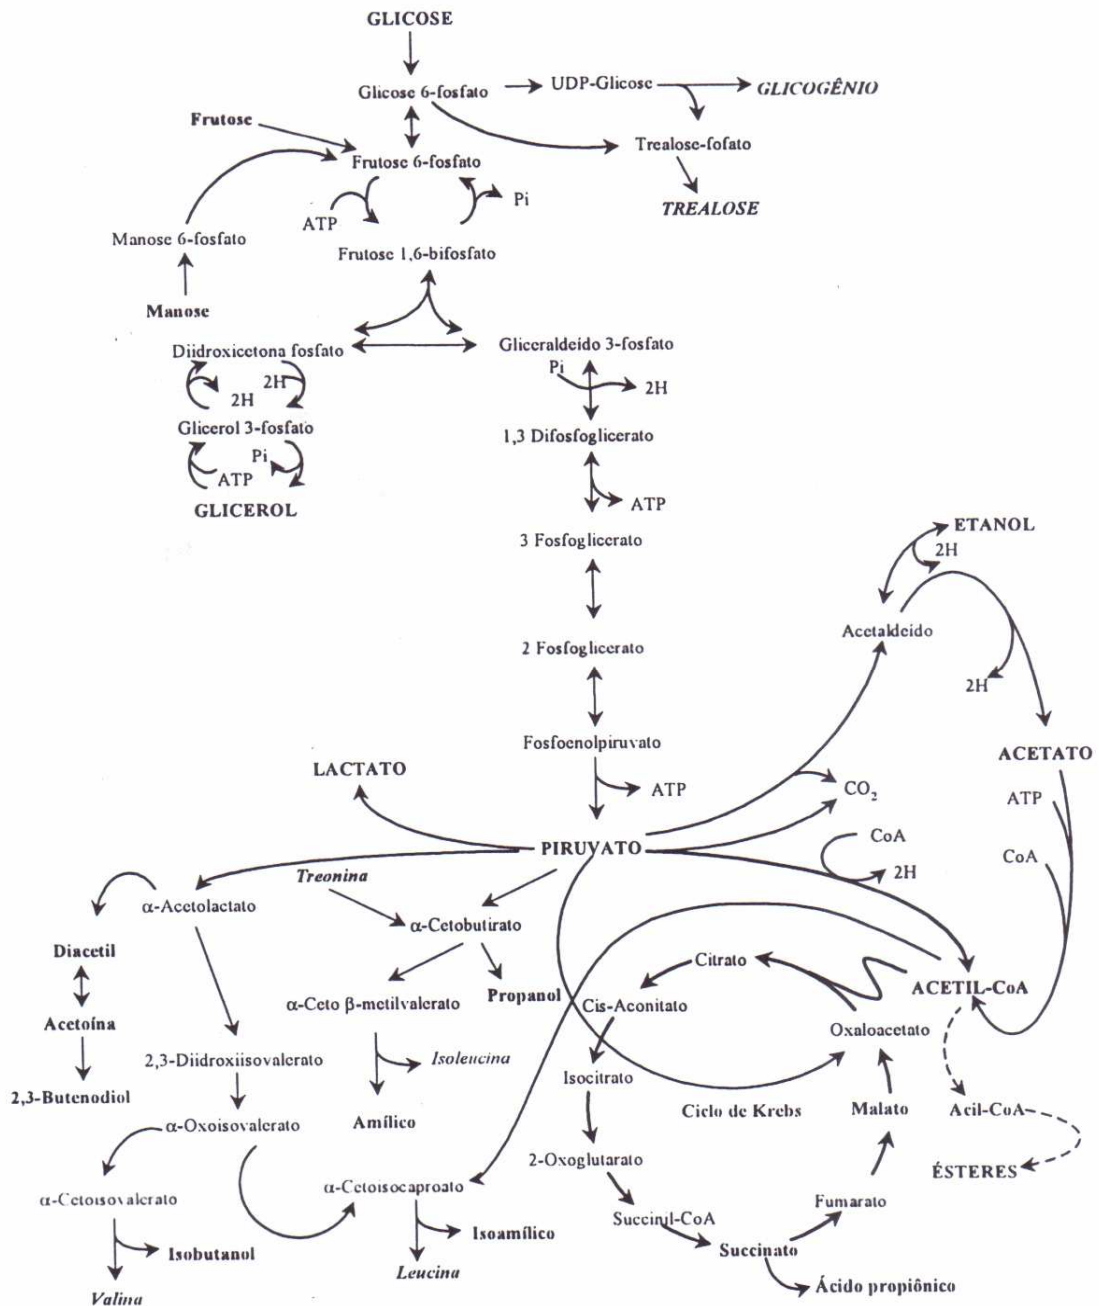 GLICOSE
Glicose 6-fosfato
UDP-Glicose
GLICOGÊNIO
Frutose
Trealose-fofato
Frutose 6-fosfato
ATP
Pi
TREALOSE
Manose 6-fosfato
Frutose 1,6-bifosfato
Manose
Diidroxicetona fosfato
Gliceraldeído 3-fosfato
Pi
2H
2H
2H
Glicerol 3-fosfato
1,3 Difosfoglicerato
Pi
ATP
ATP
GLICEROL
3 Fosfoglicerato
ETANOL
2H
Acetaldeído
2 Fosfoglicerato
2H
Fosfoenolpiruvato
ACETATO
LACTATO
ATP
CO2
ATP
PIRUVATO
CoA
CoA
2H
Treonina
α-Acetolactato
α-Cetobutirato
Diacetil
Citrato
ACETIL-CoA
α-Ceto β-metilvalerato
Propanol
Cis-Aconitato
Acetoína
Oxaloacetato
2,3-Diidroxiisovalerato
Isoleucina
Isocitrato
2,3-Butenodiol
Amílico
Ciclo de Krebs
Malato
Acil-CoA
α-Oxoisovalerato
2-Oxoglutarato
ÉSTERES
α-Cetoisovalerato
α-Cetoisocaproato
Fumarato
Succinil-CoA
Isobutanol
Isoamílico
Succinato
Valina
Leucina
Ácido propiônico